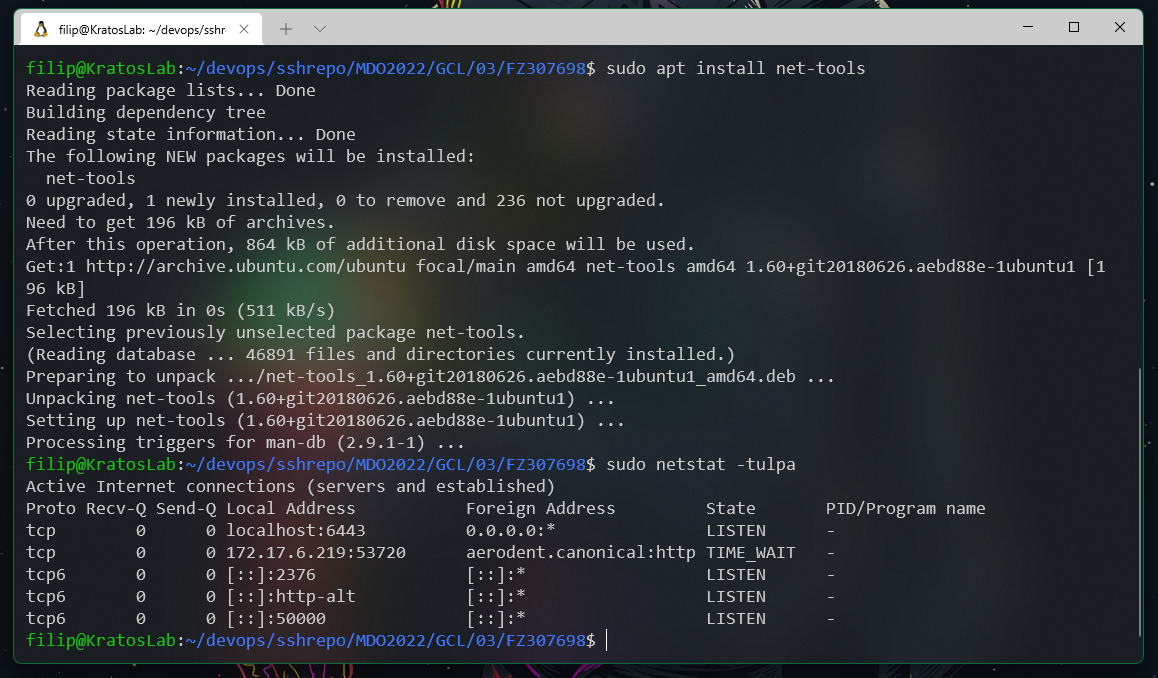 filip@KratosLab: ~/devops/sshr
filip@KratosLab:~/devops/sshrepo/MDO2022/GCL/03/FZ307698$ sudo apt install net-tools
Reading package lists... Done
Building dependency tree
Reading state information... Done
The following NEW packages will be installed:
  net-tools
0 upgraded, 1 newly installed, 0 to remove and 236 not upgraded.
Need to get 196 kB of archives.
After this operation, 864 kB of additional disk space will be used.
Get:1 http://archive.ubuntu.com/ubuntu focal/main amd64 net-tools amd64 1.60+git20180626.aebd88e-1ubuntu1 [1
96 kB]
Fetched 196 kB in 0s (511 kB/s)
Selecting previously unselected package net-tools.
(Reading database ... 46891 files and directories currently installed.)
Preparing to unpack .../net-tools_1.60+git20180626.aebd88e-1ubuntu1_amd64.deb ...
Unpacking net-tools (1.60+git20180626.aebd88e-1ubuntu1) ...
Setting up net-tools (1.60+git20180626.aebd88e-1ubuntu1) ...
Processing triggers for man-db (2.9.1-1) ...
filip@KratosLab:~/devops/sshrepo/MDO2022/GCL/03/FZ307698$ sudo netstat -tulpa
Active Internet connections (servers and established)
Proto Recv-Q Send-Q Local Address           Foreign Address         State       PID/Program name
tcp        0      0 localhost:6443          0.0.0.0:*               LISTEN      -
tcp        0      0 172.17.6.219:53720      aerodent.canonical:http TIME_WAIT   -
tcp6       0      0 [::]:2376               [::]:*                  LISTEN      -
tcp6       0      0 [::]:http-alt           [::]:*                  LISTEN      -
tcp6       0      0 [::]:50000              [::]:*                  LISTEN      -
filip@KratosLab:~/devops/sshrepo/MDO2022/GCL/03/FZ307698$